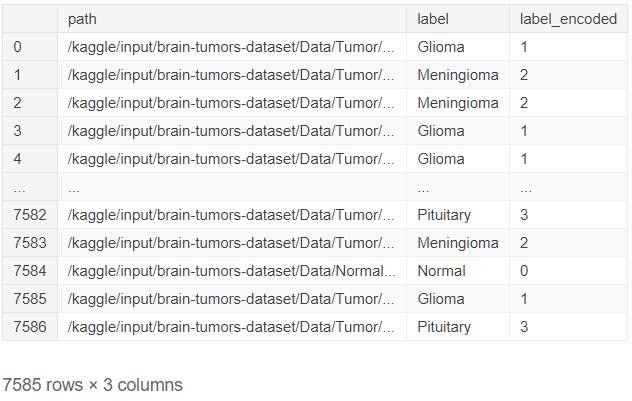 path label label_encoded
0 /kaggle/input/brain-tumors-dataset/Data/Tumor/... Glioma 1
1 /kaggle/input/brain-tumors-dataset/Data/Tumor/... Meningioma 2
2 /kaggle/input/brain-tumors-dataset/Data/Tumor/... Meningioma 2
3 /kaggle/input/brain-tumors-dataset/Data/Tumor/... Glioma 1
4 /kaggle/input/brain-tumors-dataset/Data/Tumor/... Glioma 1
... ... ... ...
7582 /kaggle/input/brain-tumors-dataset/Data/Tumor/... Pituitary 3
7583 /kaggle/input/brain-tumors-dataset/Data/Tumor/... Meningioma 2
7584 /kaggle/input/brain-tumors-dataset/Data/Normal... Normal 0
7585 /kaggle/input/brain-tumors-dataset/Data/Tumor/... Glioma 1
7586 /kaggle/input/brain-tumors-dataset/Data/Tumor/... Pituitary 3
7585 rows × 3 columns